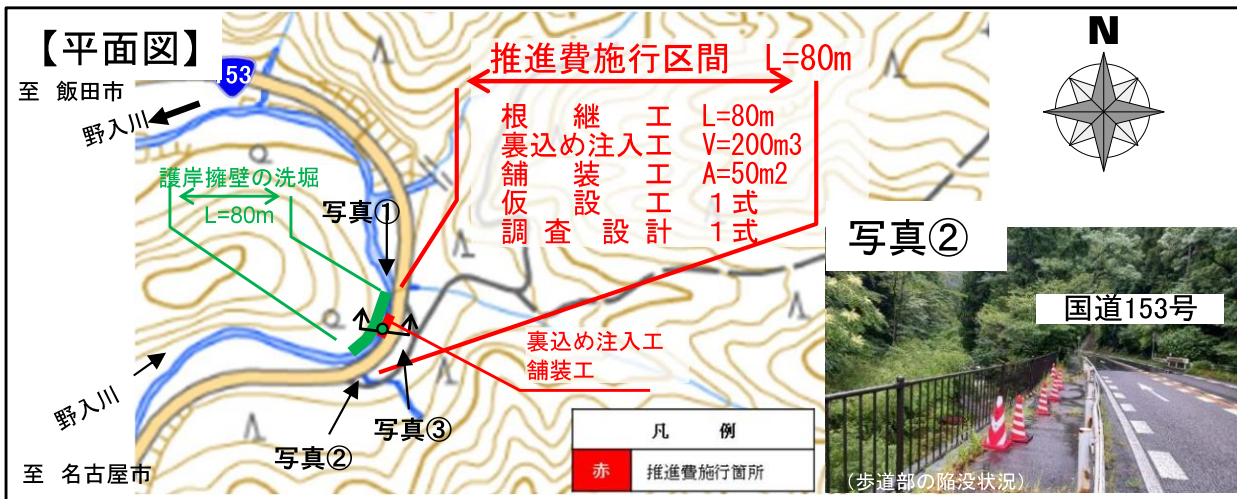 【平面図】
至 飯田市
153
野入川
護岸擁壁の洗堀
L=80m
写真①
推進費施行区間 L=80m
根継工 L=80m
裏込め注入工 V=200m3
舗装工 A=50m2
仮設工 1式
調査設計 1式
N
写真②
国道153号
(歩道部の陥没状況)
裏込め注入工
舗装工
野入川
写真③
写真②
至 名古屋市
凡 例
赤 推進費施行箇所